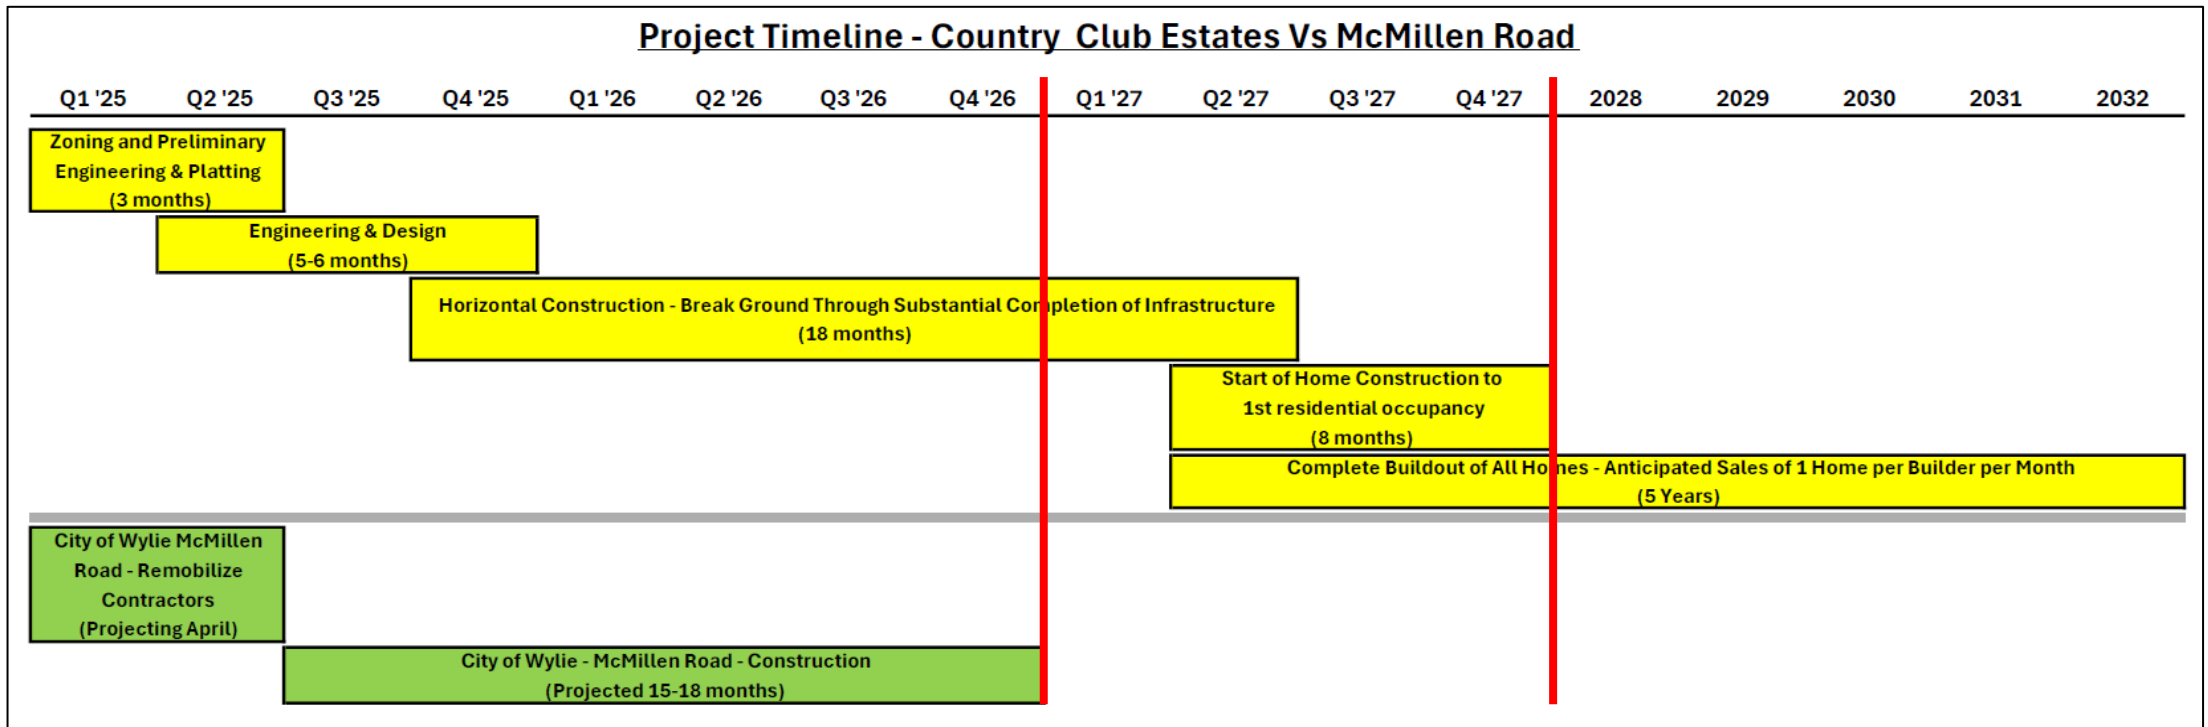 Project Timeline - Country Club Estates Vs McMillen Road
Q1 '25 Q2 '25 Q3 '25 Q4 '25 Q1 '26 Q2 '26 Q3 '26 Q4 '26 Q1 '27 Q2 '27 Q3 '27 Q4 '27 2028 2029 2030 2031 2032
Zoning and Preliminary
Engineering & Platting
(3 months)
Engineering & Design
(5-6 months)
Horizontal Construction - Break Ground Through Substantial Completion of Infrastructure
(18 months)
Start of Home Construction to
1st residential occupancy
(8 months)
Complete Buildout of All Homes - Anticipated Sales of 1 Home per Builder per Month
(5 Years)
City of Wylie McMillen
Road - Remobilize
Contractors
(Projecting April)
City of Wylie - McMillen Road - Construction
(Projected 15-18 months)